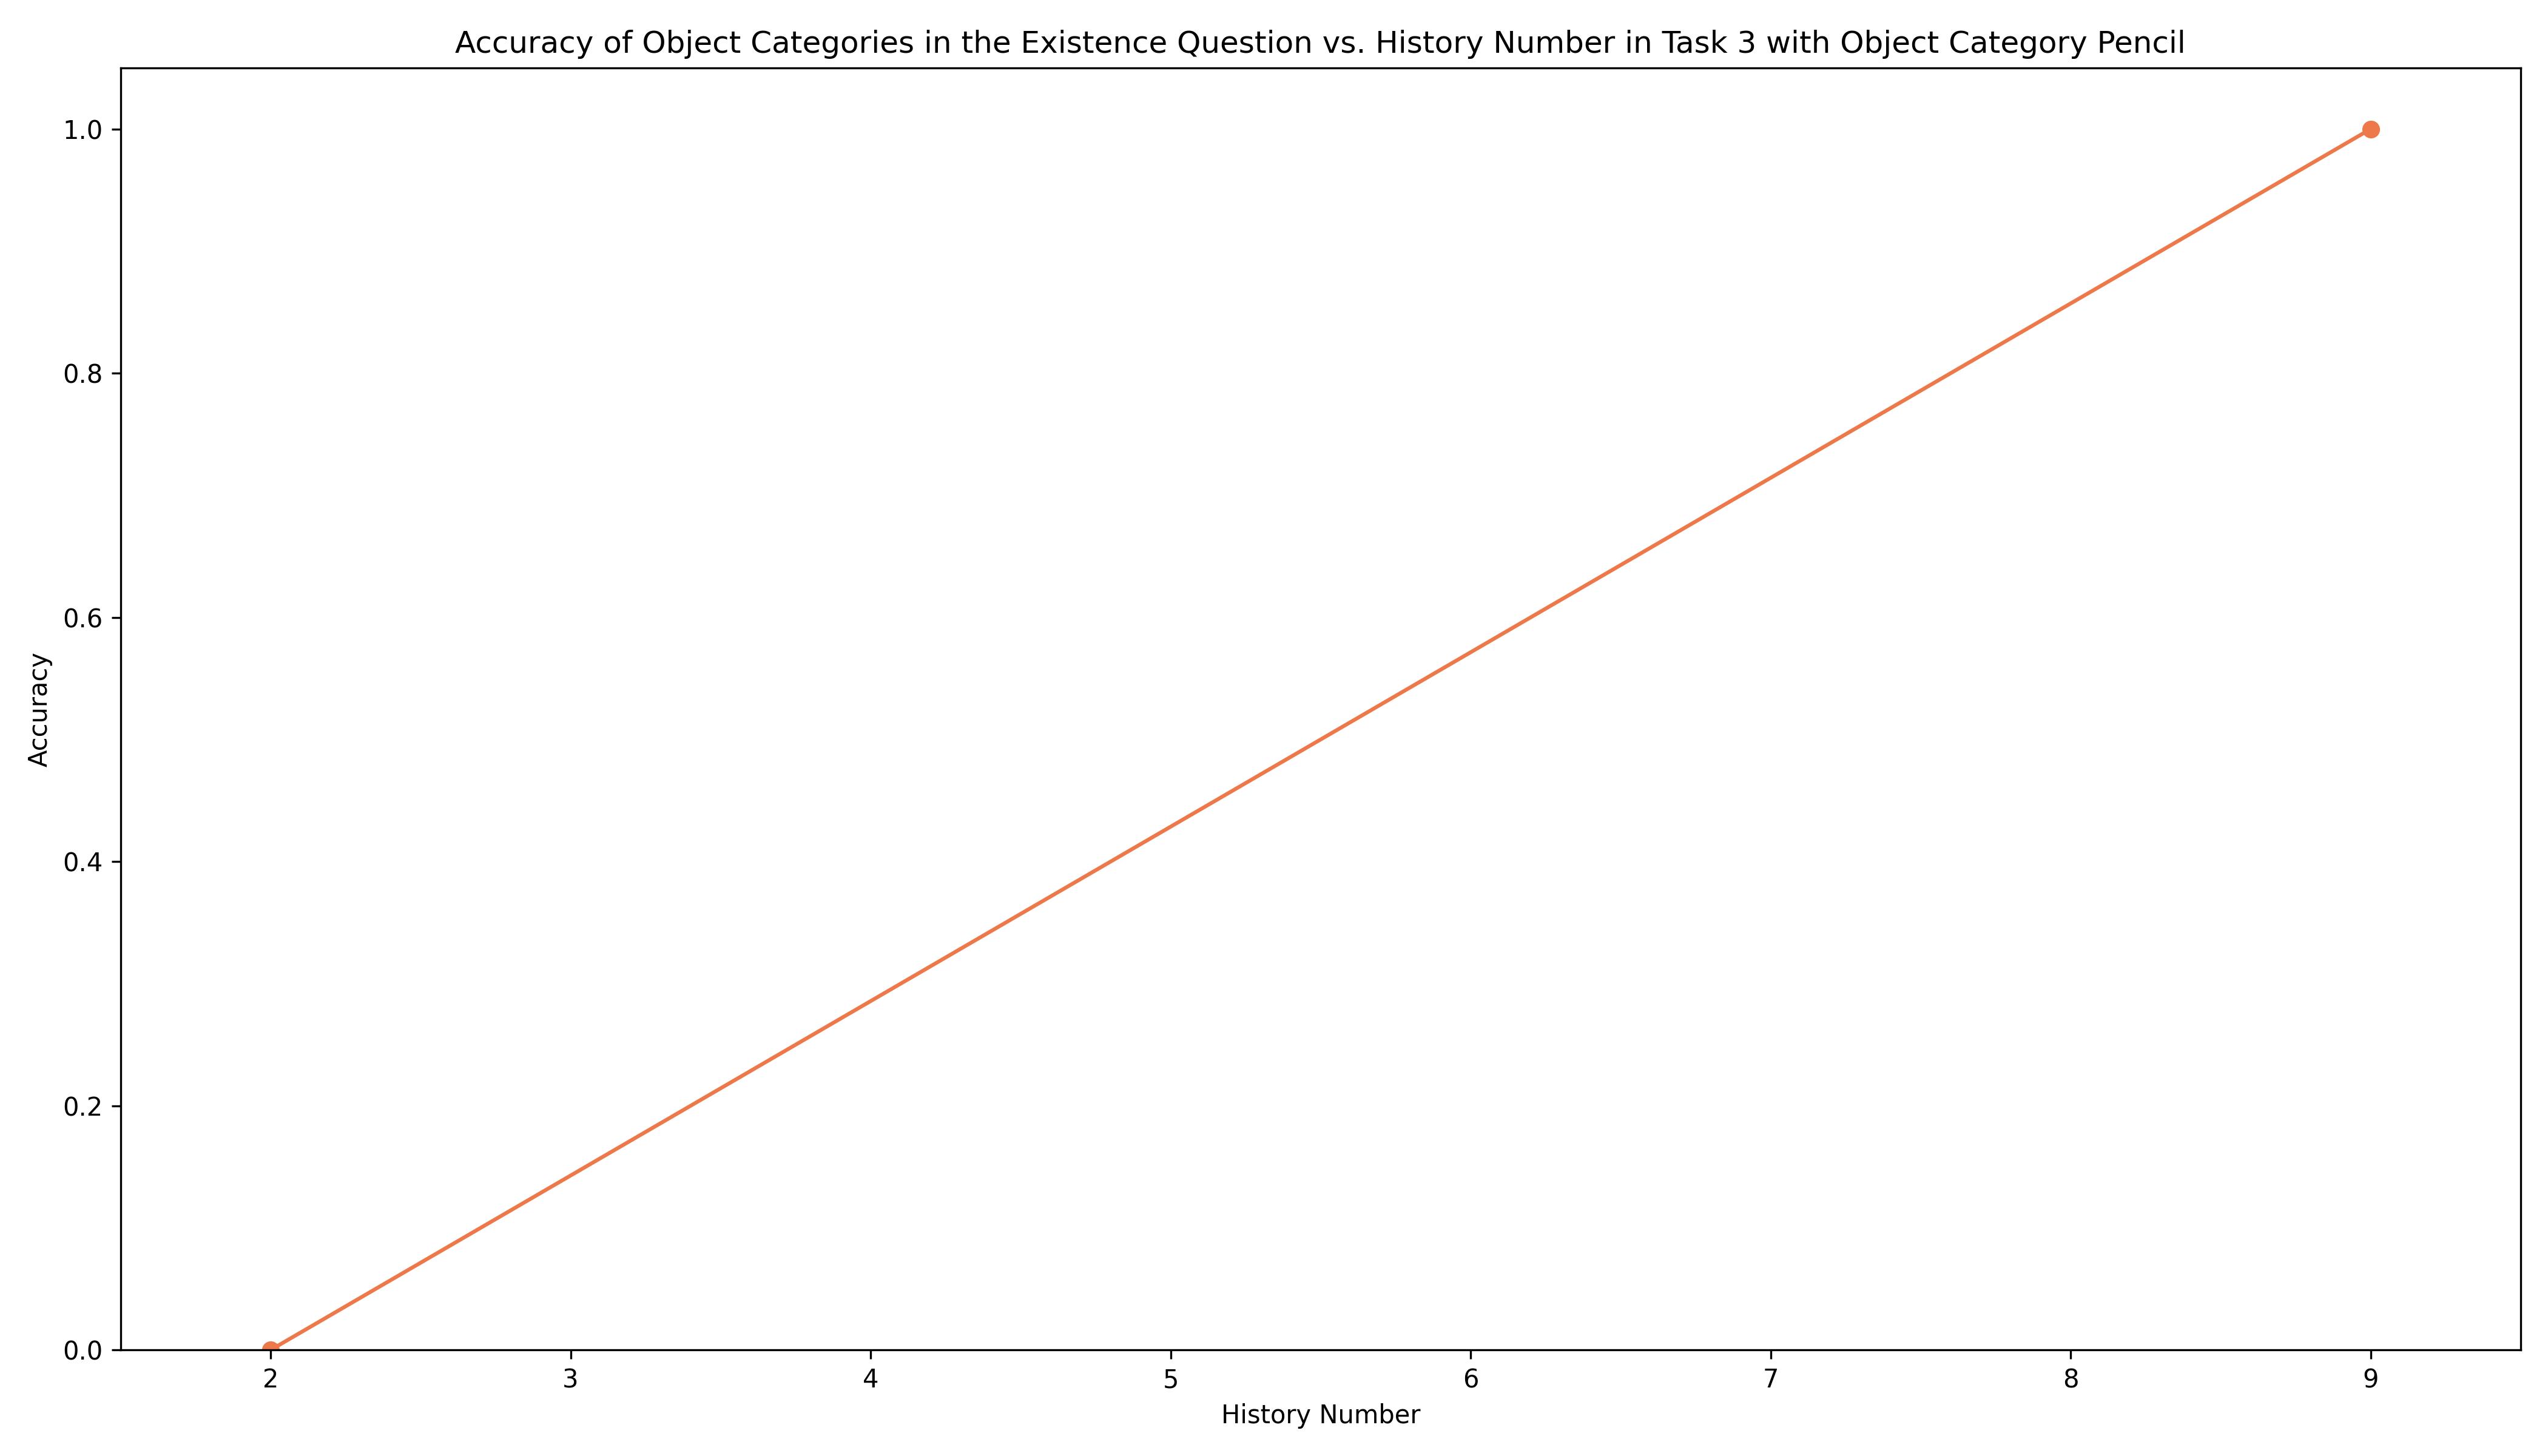 Accuracy of Object Categories in the Existence Question vs. History Number in Task 3 with Object Category Pencil
1.0
0.8
0.6
0.4
0.2
0.0
Accuracy
2 3 4 5 6 7 8 9
History Number